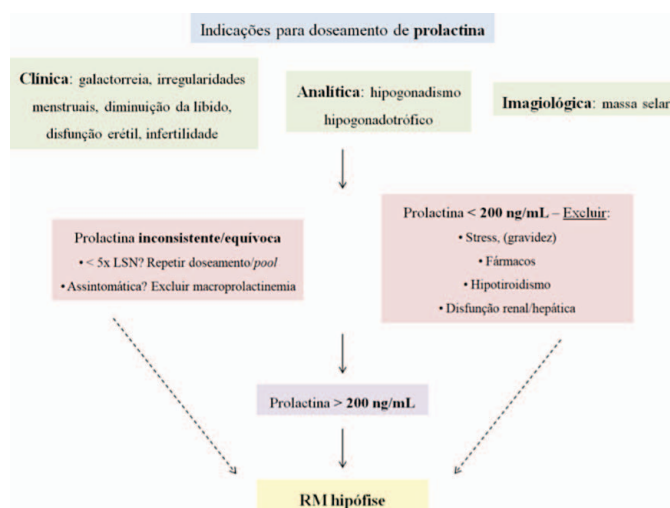 Indicações para doseamento de prolactina
Clínica: galactorreia, irregularidades
menstruais, diminuição da líbido,
disfunção erétil, infertilidade
Analítica: hipogonadismo
hipogonadotrófico
Imagiológica: massa selar
Prolactina inconsistente/equívoca
• < 5x LSN? Repetir doseamento/pool
• Assintomática? Excluir macroprolactinemia
Prolactina < 200 ng/mL – Excluir:
• Stress, (gravidez)
• Fármacos
• Hipotiroidismo
• Disfunção renal/hepática
Prolactina > 200 ng/mL
RM hipófise